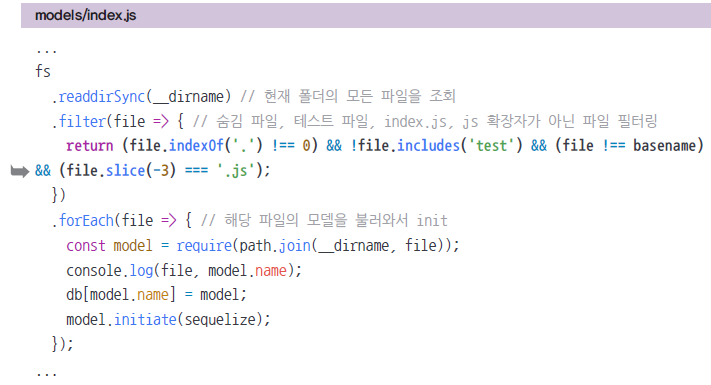 models/index.js
...
fs
.readdirSync(__dirname) // 현재 폴더의 모든 파일을 조회
.filter(file => { // 숨김 파일, 테스트 파일, index.js, js 확장자가 아닌 파일 필터링
return (file.indexOf('.') !== 0) && !file.includes('test') && (file !== basename)
&& (file.slice(-3) === '.js');
})
.forEach(file => { // 해당 파일의 모델을 불러와서 init
const model = require(path.join(__dirname, file));
console.log(file, model.name);
db[model.name] = model;
model.initiate(sequelize);
});
...